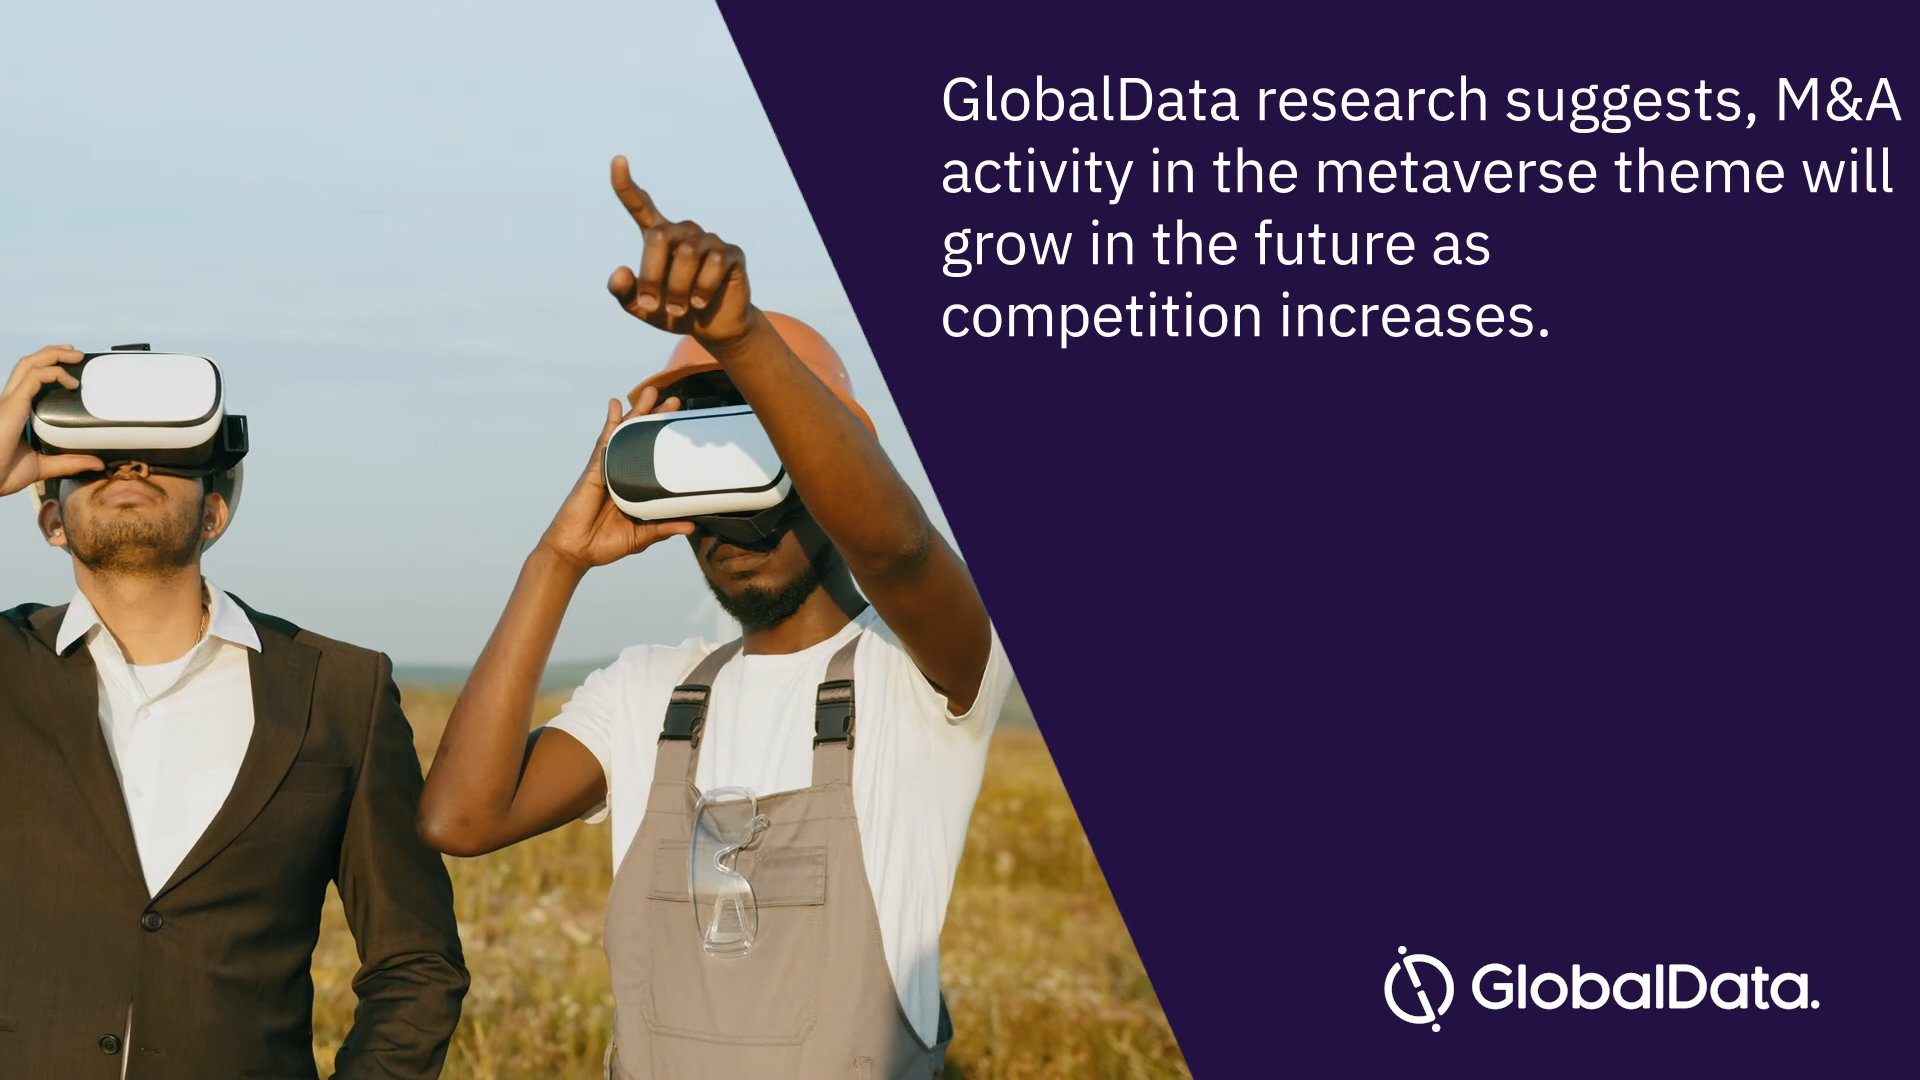 GlobalData research suggests, M&A
activity in the metaverse theme will
grow in the future as
competition increases.
GlobalData.